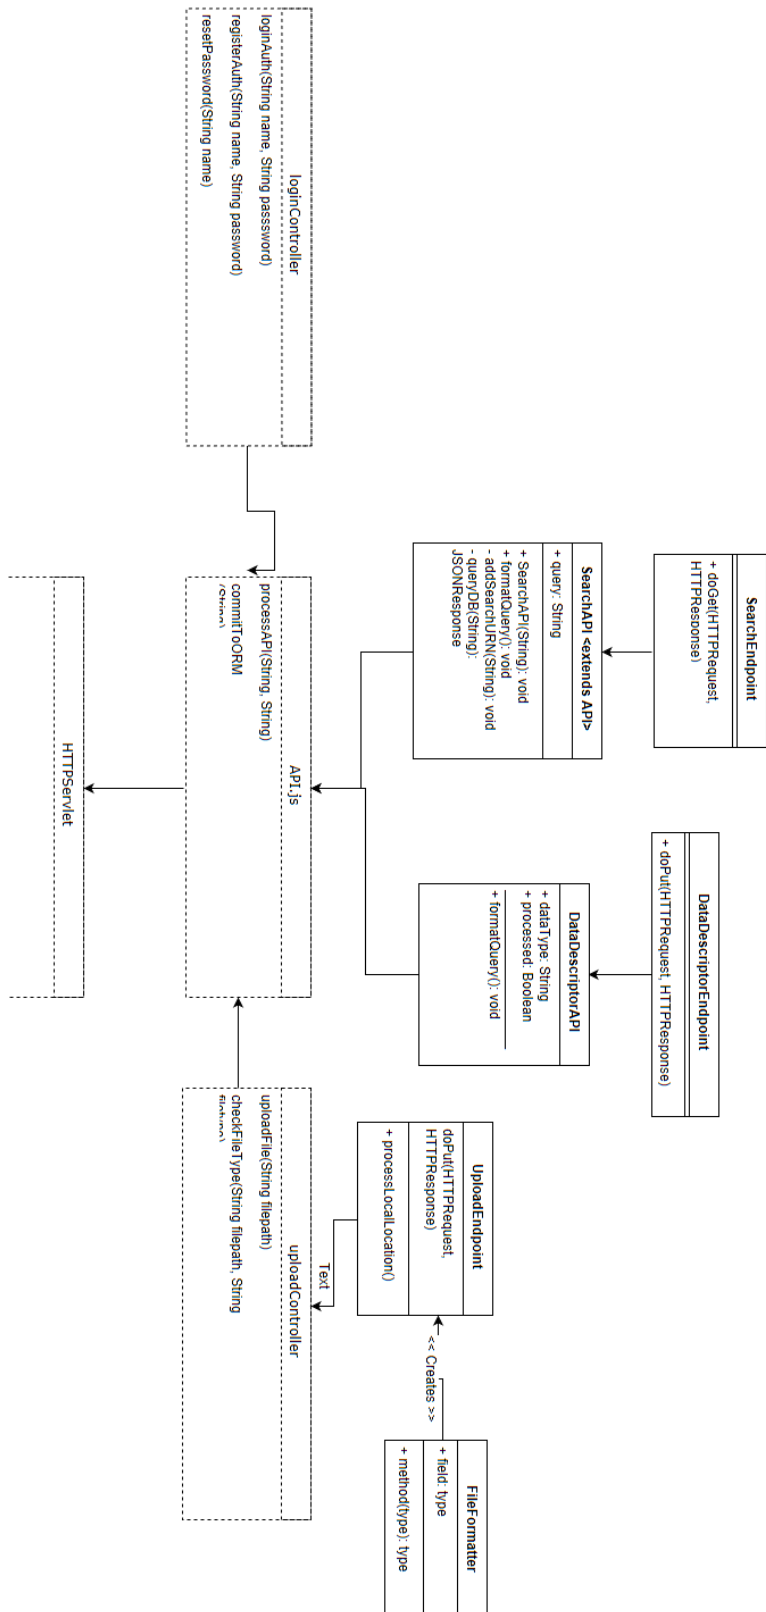 SearchEndpoint
+ doGet(HTTPRequest,
HTTPResponse)
DataDescriptorEndpoint
+ doPut(HTTPRequest, HTTPResponse)
SearchAPI <extends API>
+ query: String
+ SearchAPI(String): void
+ formatQuery(): void
- addSearchURN(String): void
- queryDB(String):
JSONResponse
DataDescriptorAPI
+ dataType: String
+ processed: Boolean
+ formatQuery(): void
UploadEndpoint
doPut(HTTPRequest,
HTTPResponse)
+ processLocalLocation()
<< Creates >>
FileFormatter
+ field: type
+ method(type): type
Text
loginController
loginAuth(String name, String passsword)
registerAuth(String name, String password)
resetPassword(String name)
API.js
processAPI(String, String)
commitToORM
(String)
uploadController
uploadFile(String filepath)
checkFileType(String filepath, String
filetype)
HTTPServlet